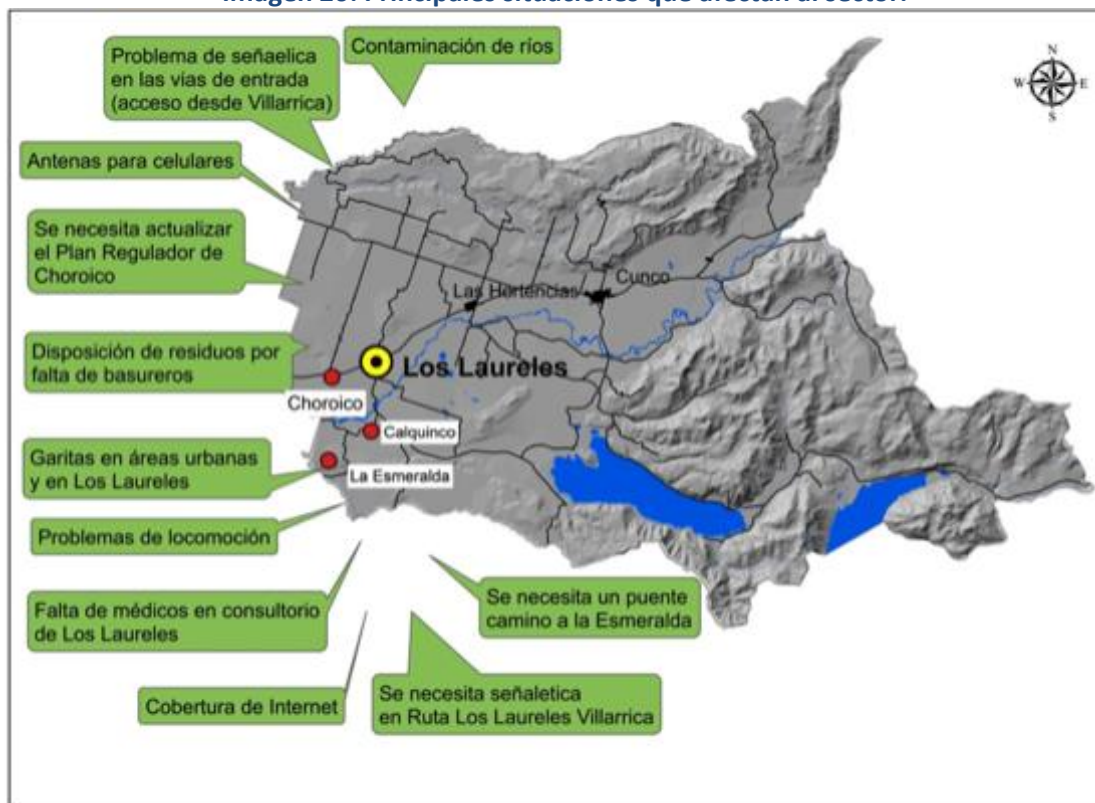 Contaminación de ríos
Problema de señaelica
en las vias de entrada
(acceso desde Villarrica)
N
W
E
S
Antenas para celulares
Se necesita actualizar
el Plan Regulador de
Choroico
Cunco
Las Hortencias
Disposición de residuos por
falta de basureros
Los Laureles
Choroico
Calquinco
Garitas en áreas urbanas
y en Los Laureles
La Esmeralda
Problemas de locomoción
Falta de médicos en consultorio
de Los Laureles
Se necesita un puente
camino a la Esmeralda
Cobertura de Internet
Se necesita señaletica
en Ruta Los Laureles Villarrica